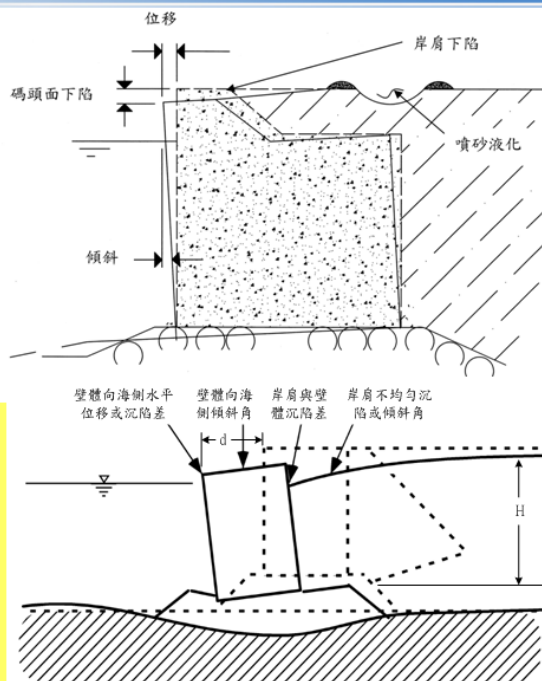 位移
岸肩下陷
碼頭面下陷
噴砂液化
傾斜
壁體向海側水平
位移或沉陷差
壁體向海
側傾斜角
岸肩與壁
體沉陷差
岸肩不均勻沉
陷或傾斜角
d
H